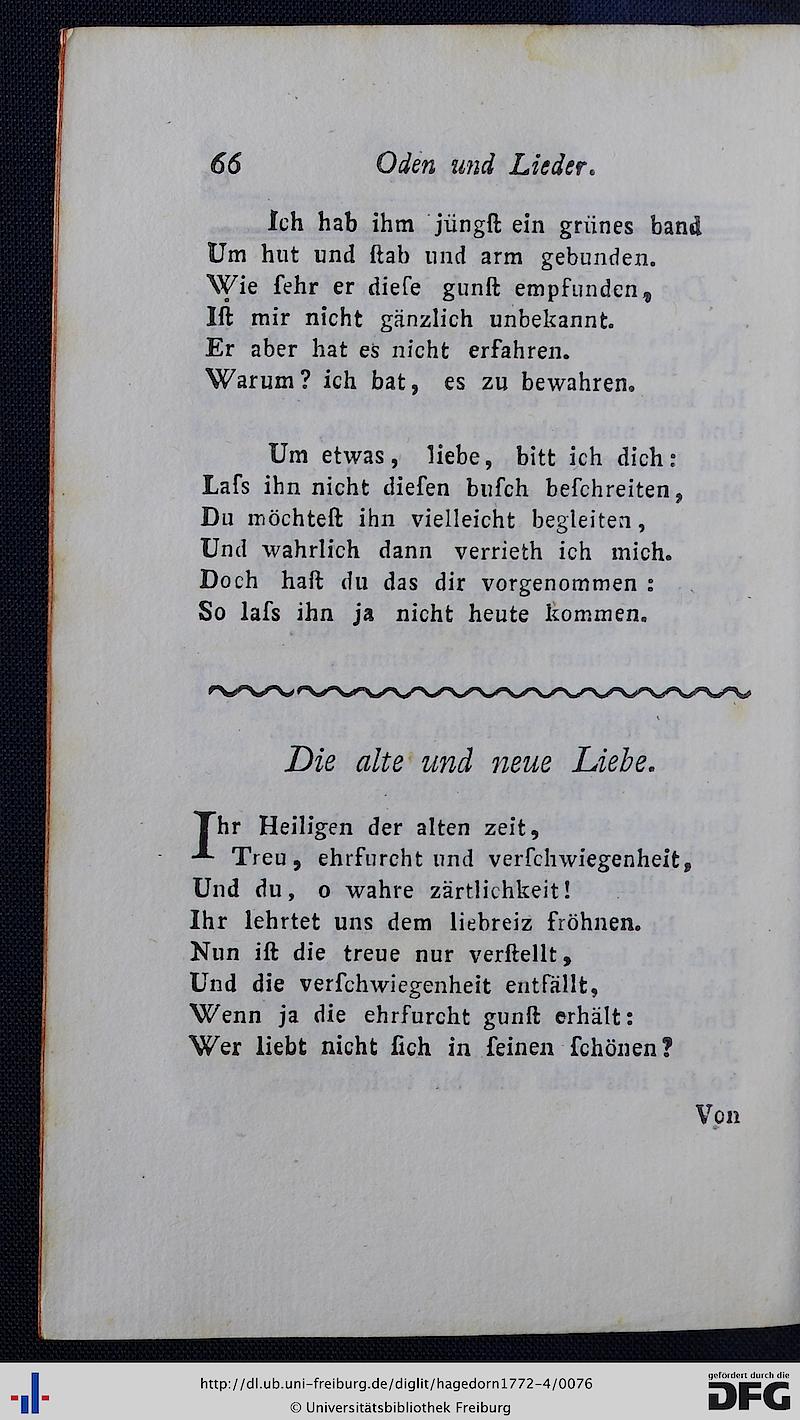 66 Oden und Lieder.
Ich hab ihm jüngſt ein grünes band
Um hut und ſtab und arm gebunden.
Wie ſehr er dieſe gunſt empfunden,
Iſt mir nicht gänzlich unbekannt.
Er aber hat es nicht erfahren.
Warum? ich bat, es zu bewahren.
Um etwas, liebe, bitt ich dich:
Laſs ihn nicht dieſen buſch beſchreiten,
Du möchteſt ihn vielleicht begleiten,
Und wahrlich dann verrieth ich mich.
Doch haſt du das dir vorgenommen:
So laſs ihn ja nicht heute kommen.
Die alte und neue Liebe.
Ihr Heiligen der alten zeit,
Treu, ehrfurcht und verſchwiegenheit,
Und du, o wahre zärtlichkeit!
Ihr lehrtet uns dem liebreiz fröhnen.
Nun iſt die treue nur verſtellt,
Und die verſchwiegenheit entfällt,
Wenn ja die ehrfurcht gunſt erhält:
Wer liebt nicht ſich in ſeinen ſchönen?
Von
http://dl.ub.uni-freiburg.de/diglit/hagedorn1772-4/0076
© Universitätsbibliothek Freiburg
gefördert durch die
DFG